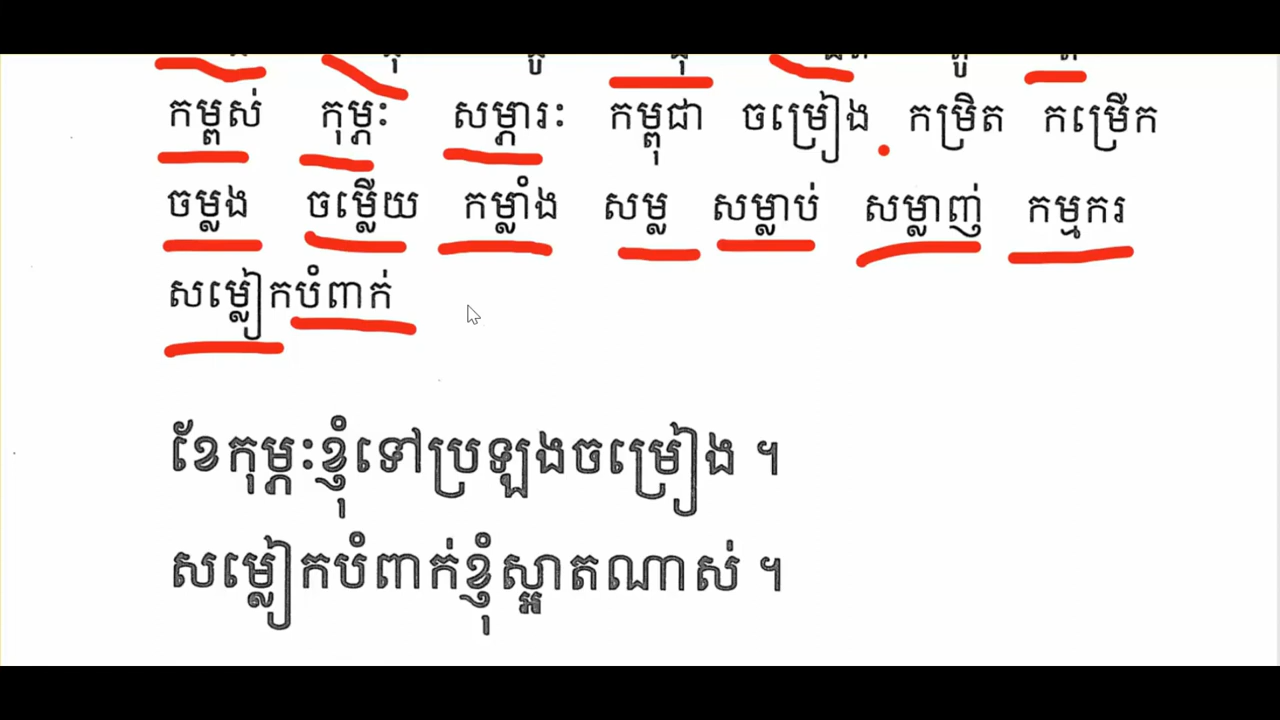 កម្ពស់ កុម្ភៈ សម្ភារៈ កម្ពុជា ចម្រៀង កម្រិត កម្រើក
ចម្លង ចម្លើយ កម្លាំង សម្ល សម្លាប់ សម្លាញ់ កម្មករ
សម្លៀកបំពាក់
ខែកុម្ភៈខ្ញុំទៅប្រឡងចម្រៀង ។
សម្លៀកបំពាក់ខ្ញុំស្អាតណាស់ ។